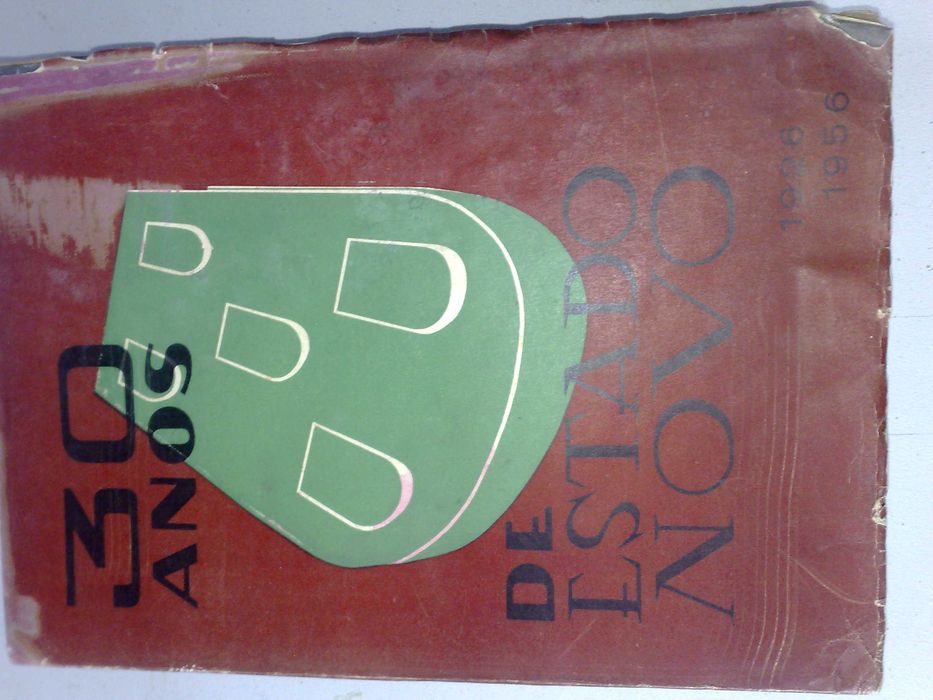 30
ANOS
DE
ESTADO
NOVO
1926
1956